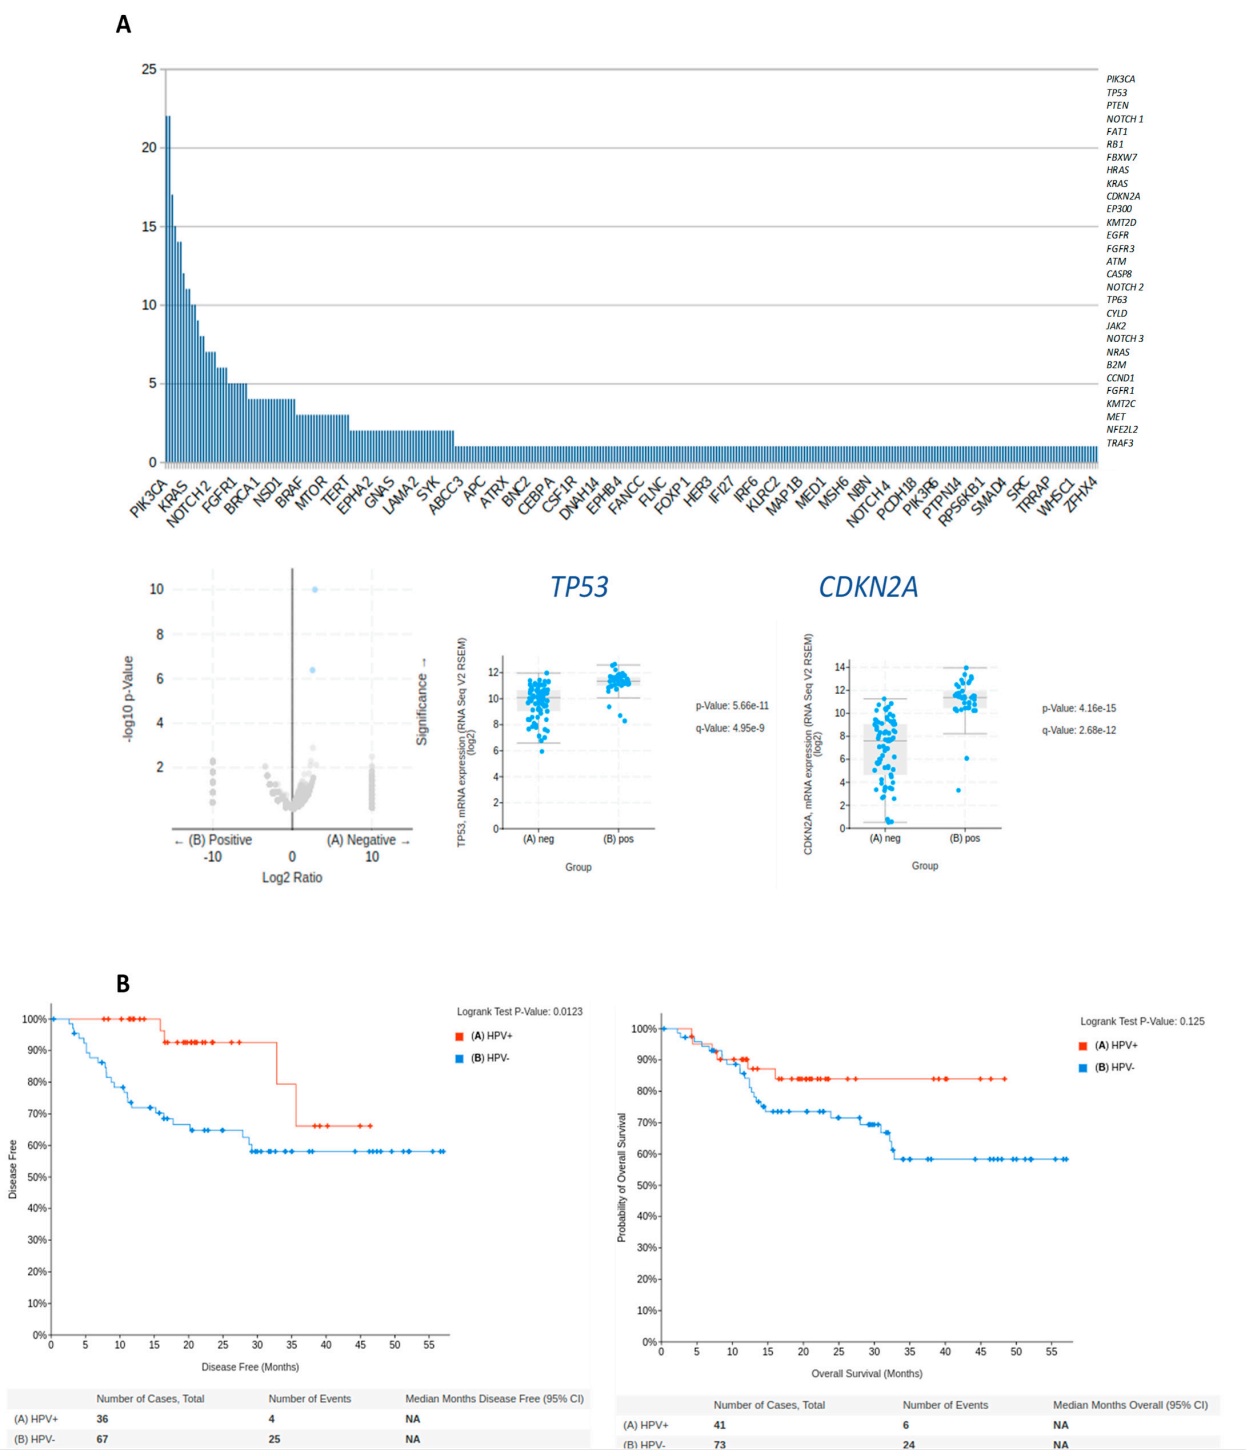 A
25
20
15
10
5
0
PIK3CA
KRAS
NOTCH2
FGFR1
BRCA1
NSD1
BRAF
MTOR
TERT
EPHA2
GNAS
LAMA2
SYK
ABCC3
APC
ATRX
BNC2
CEBPA
CSF1R
DNAH14
EPHB4
FANCC
FLNC
FOXP1
HER3
IFI27
IRF6
KLRC2
MAP1B
MED1
MSH6
NBN
NOTCH4
PCDH18
PIK3R6
PTPN14
RPS6KB1
SMAD4
SRC
TRRAP
WHSC1
ZFHX4
PIK3CA
TP53
PTEN
NOTCH 1
FAT1
RB1
FBXW7
HRAS
KRAS
CDKN2A
EP300
KMT2D
EGFR
FGFR3
ATM
CASP8
NOTCH 2
TP63
CYLD
JAK2
NOTCH 3
NRAS
B2M
CCND1
FGFR1
KMT2C
MET
NFE2L2
TRAF3
-log10 p-Value
10
8
6
4
2
Significance →
← (B) Positive (A) Negative →
-10 0 10
Log2 Ratio
TP53
TP53, mRNA expression (RNA Seq V2 RSEM)
(log2)
12
10
8
6
4
2
0
(A) neg (B) pos
Group
p-Value: 5.66e-11
q-Value: 4.95e-9
CDKN2A
CDKN2A, mRNA expression (RNA Seq V2 RSEM)
(log2)
14
12
10
8
6
4
2
0
(A) neg (B) pos
Group
p-Value: 4.16e-15
q-Value: 2.68e-12
B
Logrank Test P-Value: 0.0123
(A) HPV+
(B) HPV-
Disease Free
100%
90%
80%
70%
60%
50%
40%
30%
20%
10%
0%
0 5 10 15 20 25 30 35 40 45 50 55
Disease Free (Months)
Number of Cases, Total Number of Events Median Months Disease Free (95% CI)
(A) HPV+ 36 4 NA
(B) HPV- 67 25 NA
Logrank Test P-Value: 0.125
(A) HPV+
(B) HPV-
Probability of Overall Survival
100%
90%
80%
70%
60%
50%
40%
30%
20%
10%
0%
0 5 10 15 20 25 30 35 40 45 50 55
Overall Survival (Months)
Number of Cases, Total Number of Events Median Months Overall (95% CI)
(A) HPV+ 41 6 NA
(B) HPV- 73 24 NA